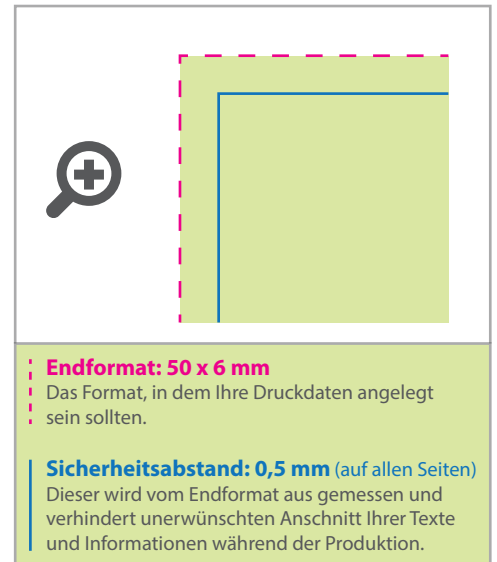 Endformat: 50 x 6 mm
Das Format, in dem Ihre Druckdaten angelegt
sein sollten.
Sicherheitsabstand: 0,5 mm (auf allen Seiten)
Dieser wird vom Endformat aus gemessen und
verhindert unerwünschten Anschnitt Ihrer Texte
und Informationen während der Produktion.